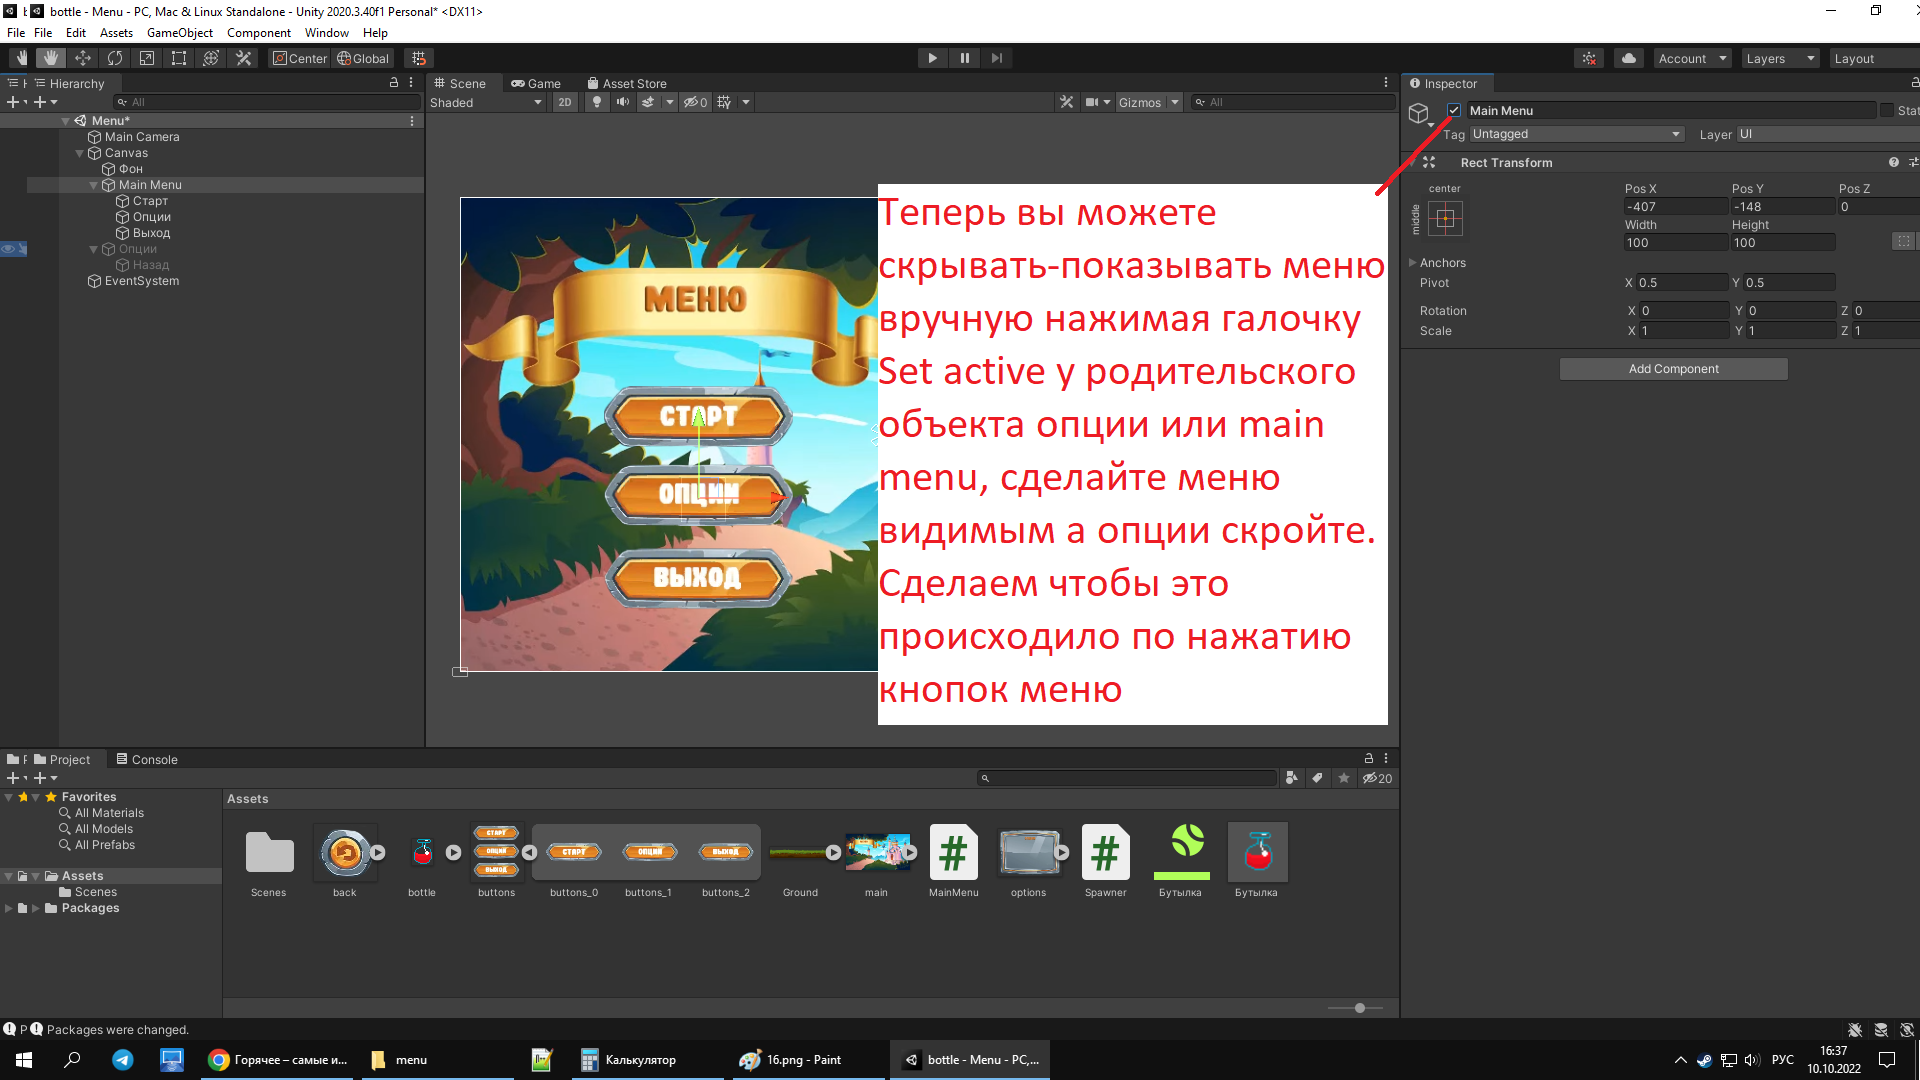 bottle - Menu - PC, Mac & Linux Standalone - Unity 2020.3.40f1 Personal* <DX11>
File File Edit Assets GameObject Component Window Help
Center Global Account Layers Layout
Hierarchy
All
Menu*
Main Camera
Canvas
Фон
Main Menu
Старт
Опции
Выход
Опции
Назад
EventSystem
Scene Game Asset Store
Shaded 2D 0 Gizmos All
МЕНЮ
СТАРТ
ОПЦИИ
ВЫХОД
Теперь вы можете
скрывать-показывать меню
вручную нажимая галочку
Set active у родительского
объекта опции или main
menu, сделайте меню
видимым а опции скройте.
Сделаем чтобы это
происходило по нажатию
кнопок меню
Inspector
Main Menu Stat
Tag Untagged Layer UI
Rect Transform
center
middle
Pos X Pos Y Pos Z
-407 -148 0
Width Height
100 100
Anchors
Pivot X 0.5 Y 0.5
Rotation X 0 Y 0 Z 0
Scale X 1 Y 1 Z 1
Add Component
Project Console
20
Favorites
All Materials
All Models
All Prefabs
Assets
Scenes
Packages
Assets
СТАРТ
ОПЦИИ
ВЫХОД
СТАРТ ОПЦИИ ВЫХОД
Scenes back bottle buttons buttons_0 buttons_1 buttons_2 Ground main MainMenu options Spawner Бутылка Бутылка
P Packages were changed.
Горячее – самые и...
menu
Калькулятор
16.png - Paint
bottle - Menu - PC,...
РУС
16:37
10.10.2022